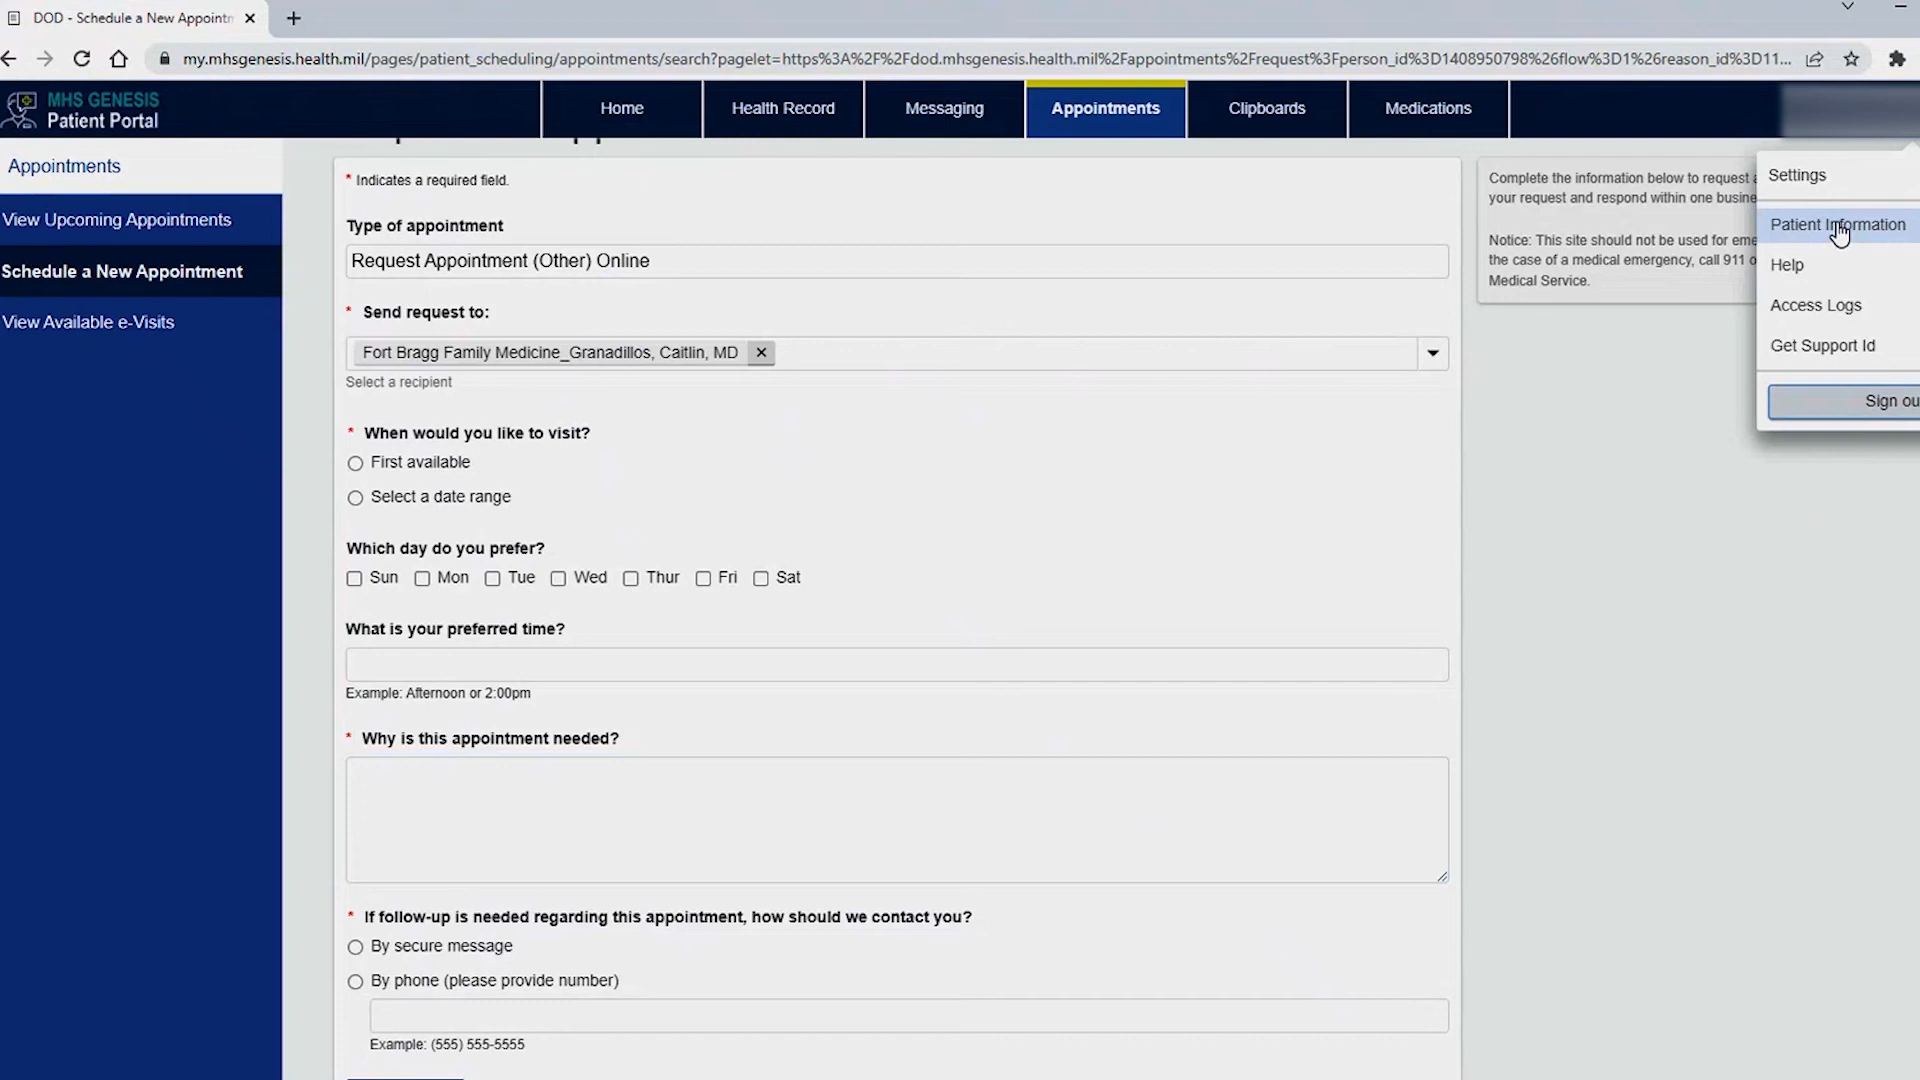 DOD - Schedule a New Appointm
my.mhsgenesis.health.mil/pages/patient_scheduling/appointments/search?pagelet=https%3A%2F%2Fdod.mhsgenesis.health.mil%2Fappointments%2Frequest%3Fperson_id%3D1408950798%26flow%3D1%26reason_id%3D11...
MHS GENESIS
Patient Portal
Home
Health Record
Messaging
Appointments
Clipboards
Medications
Appointments
View Upcoming Appointments
Schedule a New Appointment
View Available e-Visits
* Indicates a required field.
Type of appointment
Request Appointment (Other) Online
* Send request to:
Fort Bragg Family Medicine_Granadillos, Caitlin, MD
Select a recipient
* When would you like to visit?
First available
Select a date range
Which day do you prefer?
Sun Mon Tue Wed Thur Fri Sat
What is your preferred time?
Example: Afternoon or 2:00pm
* Why is this appointment needed?
* If follow-up is needed regarding this appointment, how should we contact you?
By secure message
By phone (please provide number)
Example: (555) 555-5555
Complete the information below to request
your request and respond within one busine
Notice: This site should not be used for eme
the case of a medical emergency, call 911 o
Medical Service.
Settings
Patient Information
Help
Access Logs
Get Support Id
Sign ou